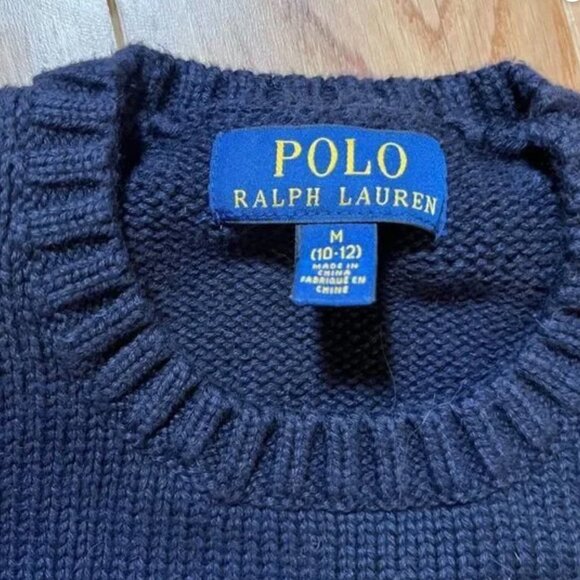 POLO
RALPH LAUREN
M
(10-12)
MADE IN
CHINA
FABRIQUÉ EN
CHINE